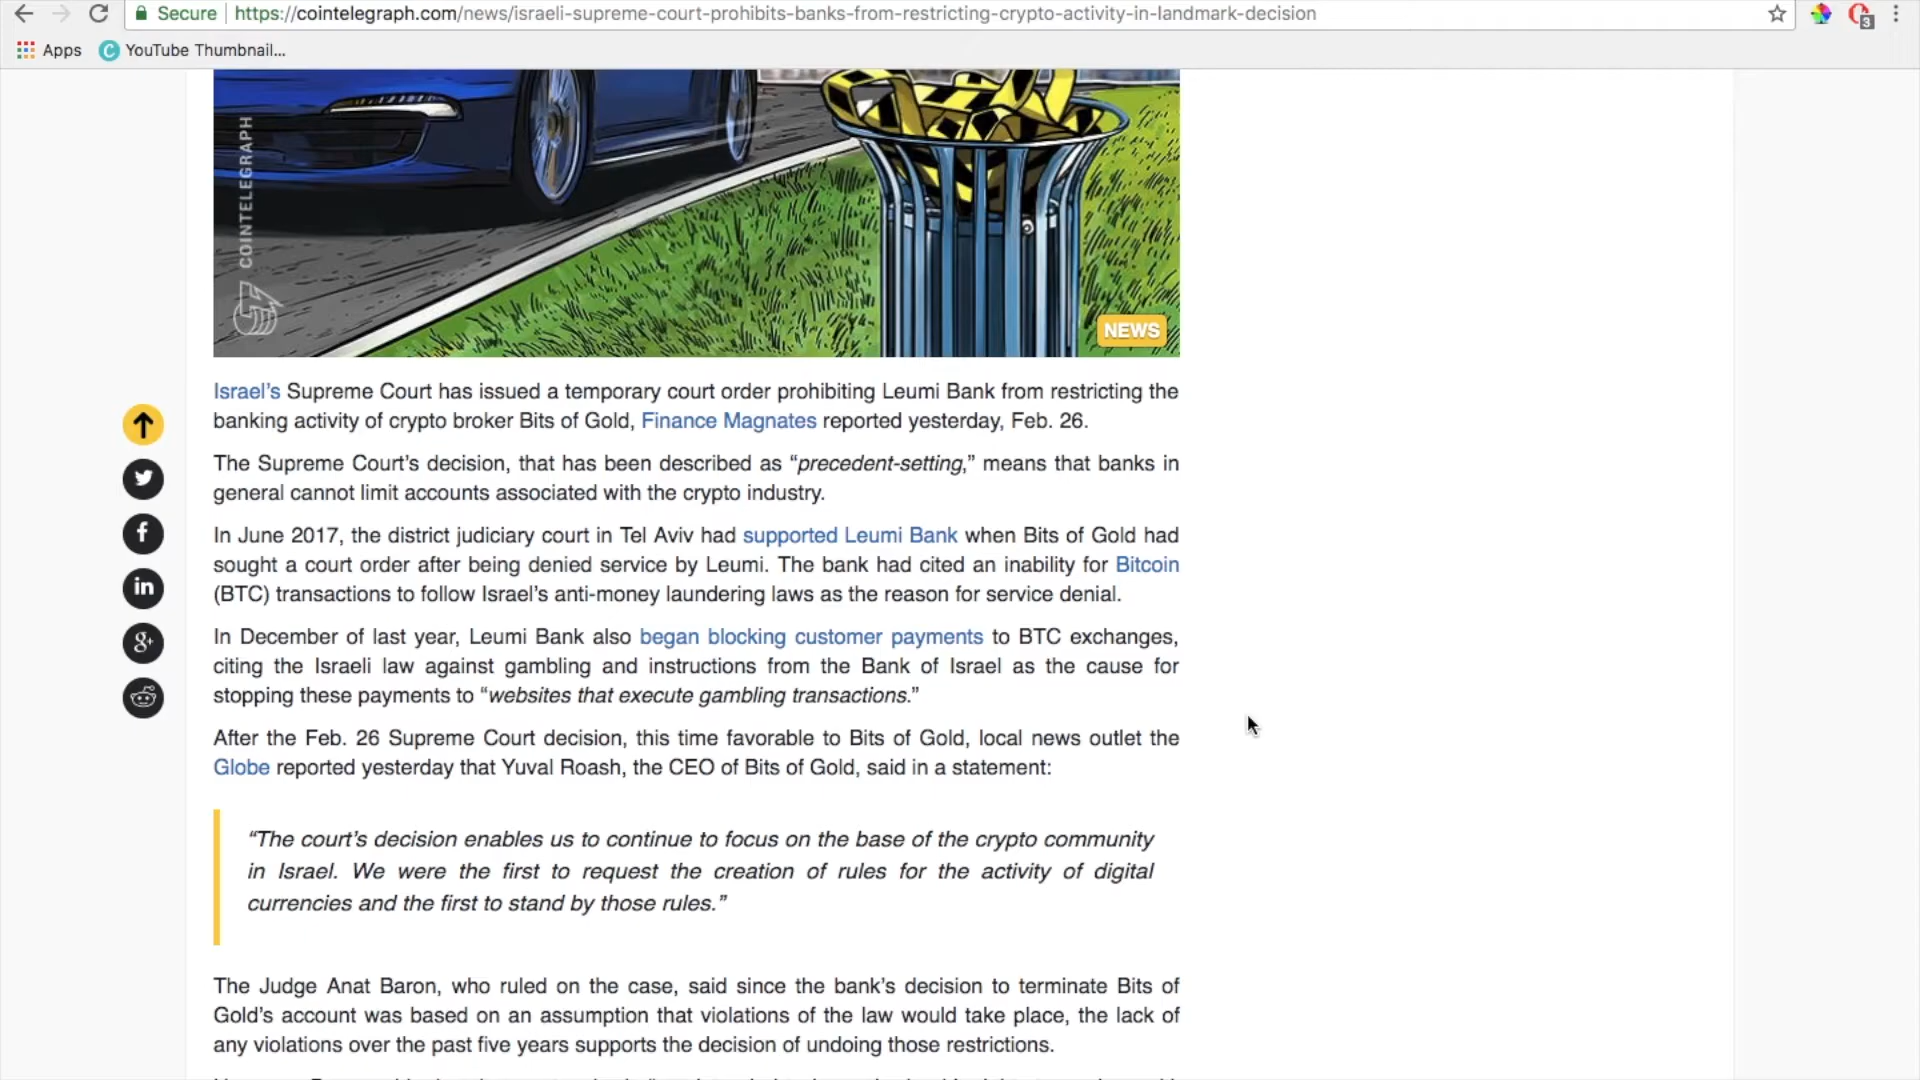 Secure https://cointelegraph.com/news/israeli-supreme-court-prohibits-banks-from-restricting-crypto-activity-in-landmark-decision
3
Apps C YouTube Thumbnail...
COINTELEGRAPH
NEWS
Israel’s Supreme Court has issued a temporary court order prohibiting Leumi Bank from restricting the
banking activity of crypto broker Bits of Gold, Finance Magnates reported yesterday, Feb. 26.
The Supreme Court’s decision, that has been described as “precedent-setting,” means that banks in
general cannot limit accounts associated with the crypto industry.
In June 2017, the district judiciary court in Tel Aviv had supported Leumi Bank when Bits of Gold had
sought a court order after being denied service by Leumi. The bank had cited an inability for Bitcoin
(BTC) transactions to follow Israel’s anti-money laundering laws as the reason for service denial.
In December of last year, Leumi Bank also began blocking customer payments to BTC exchanges,
citing the Israeli law against gambling and instructions from the Bank of Israel as the cause for
stopping these payments to “websites that execute gambling transactions.”
After the Feb. 26 Supreme Court decision, this time favorable to Bits of Gold, local news outlet the
Globe reported yesterday that Yuval Roash, the CEO of Bits of Gold, said in a statement:
“The court’s decision enables us to continue to focus on the base of the crypto community
in Israel. We were the first to request the creation of rules for the activity of digital
currencies and the first to stand by those rules.”
The Judge Anat Baron, who ruled on the case, said since the bank’s decision to terminate Bits of
Gold’s account was based on an assumption that violations of the law would take place, the lack of
any violations over the past five years supports the decision of undoing those restrictions.